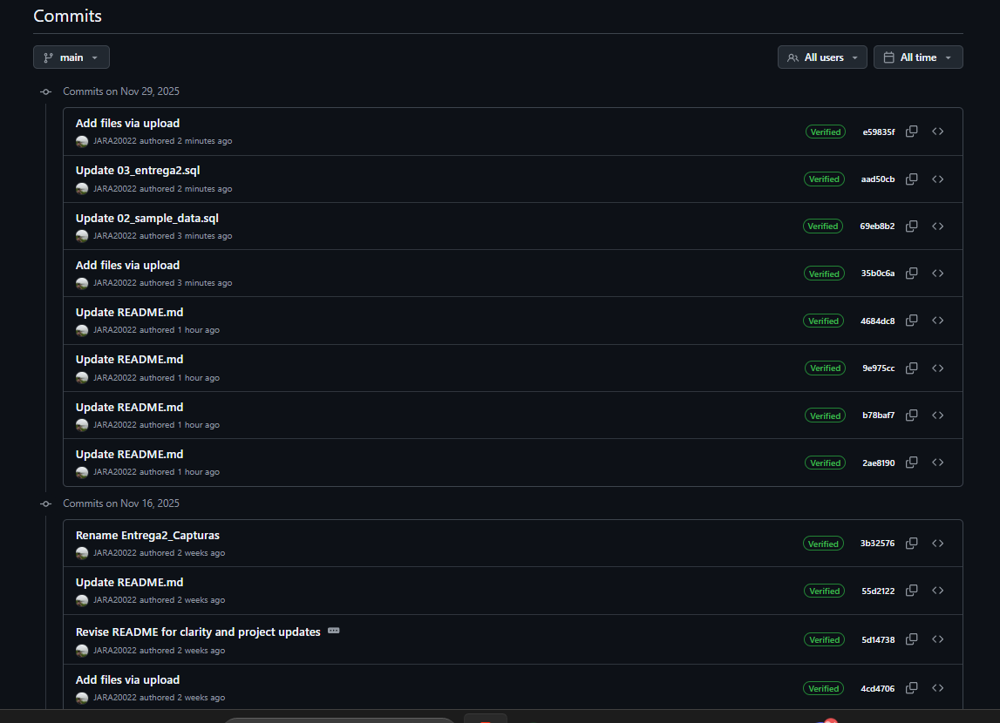 Commits
main
All users
All time
Commits on Nov 29, 2025
Add files via upload
JARA20022 authored 2 minutes ago
Verified
e59835f
Update 03_entrega2.sql
JARA20022 authored 2 minutes ago
Verified
aad50cb
Update 02_sample_data.sql
JARA20022 authored 3 minutes ago
Verified
69eb8b2
Add files via upload
JARA20022 authored 3 minutes ago
Verified
35b0c6a
Update README.md
JARA20022 authored 1 hour ago
Verified
4684dc8
Update README.md
JARA20022 authored 1 hour ago
Verified
9e975cc
Update README.md
JARA20022 authored 1 hour ago
Verified
b78baf7
Update README.md
JARA20022 authored 1 hour ago
Verified
2ae8190
Commits on Nov 16, 2025
Rename Entrega2_Capturas
JARA20022 authored 2 weeks ago
Verified
3b32576
Update README.md
JARA20022 authored 2 weeks ago
Verified
55d2122
Revise README for clarity and project updates
JARA20022 authored 2 weeks ago
Verified
5d14738
Add files via upload
JARA20022 authored 2 weeks ago
Verified
4cd4706